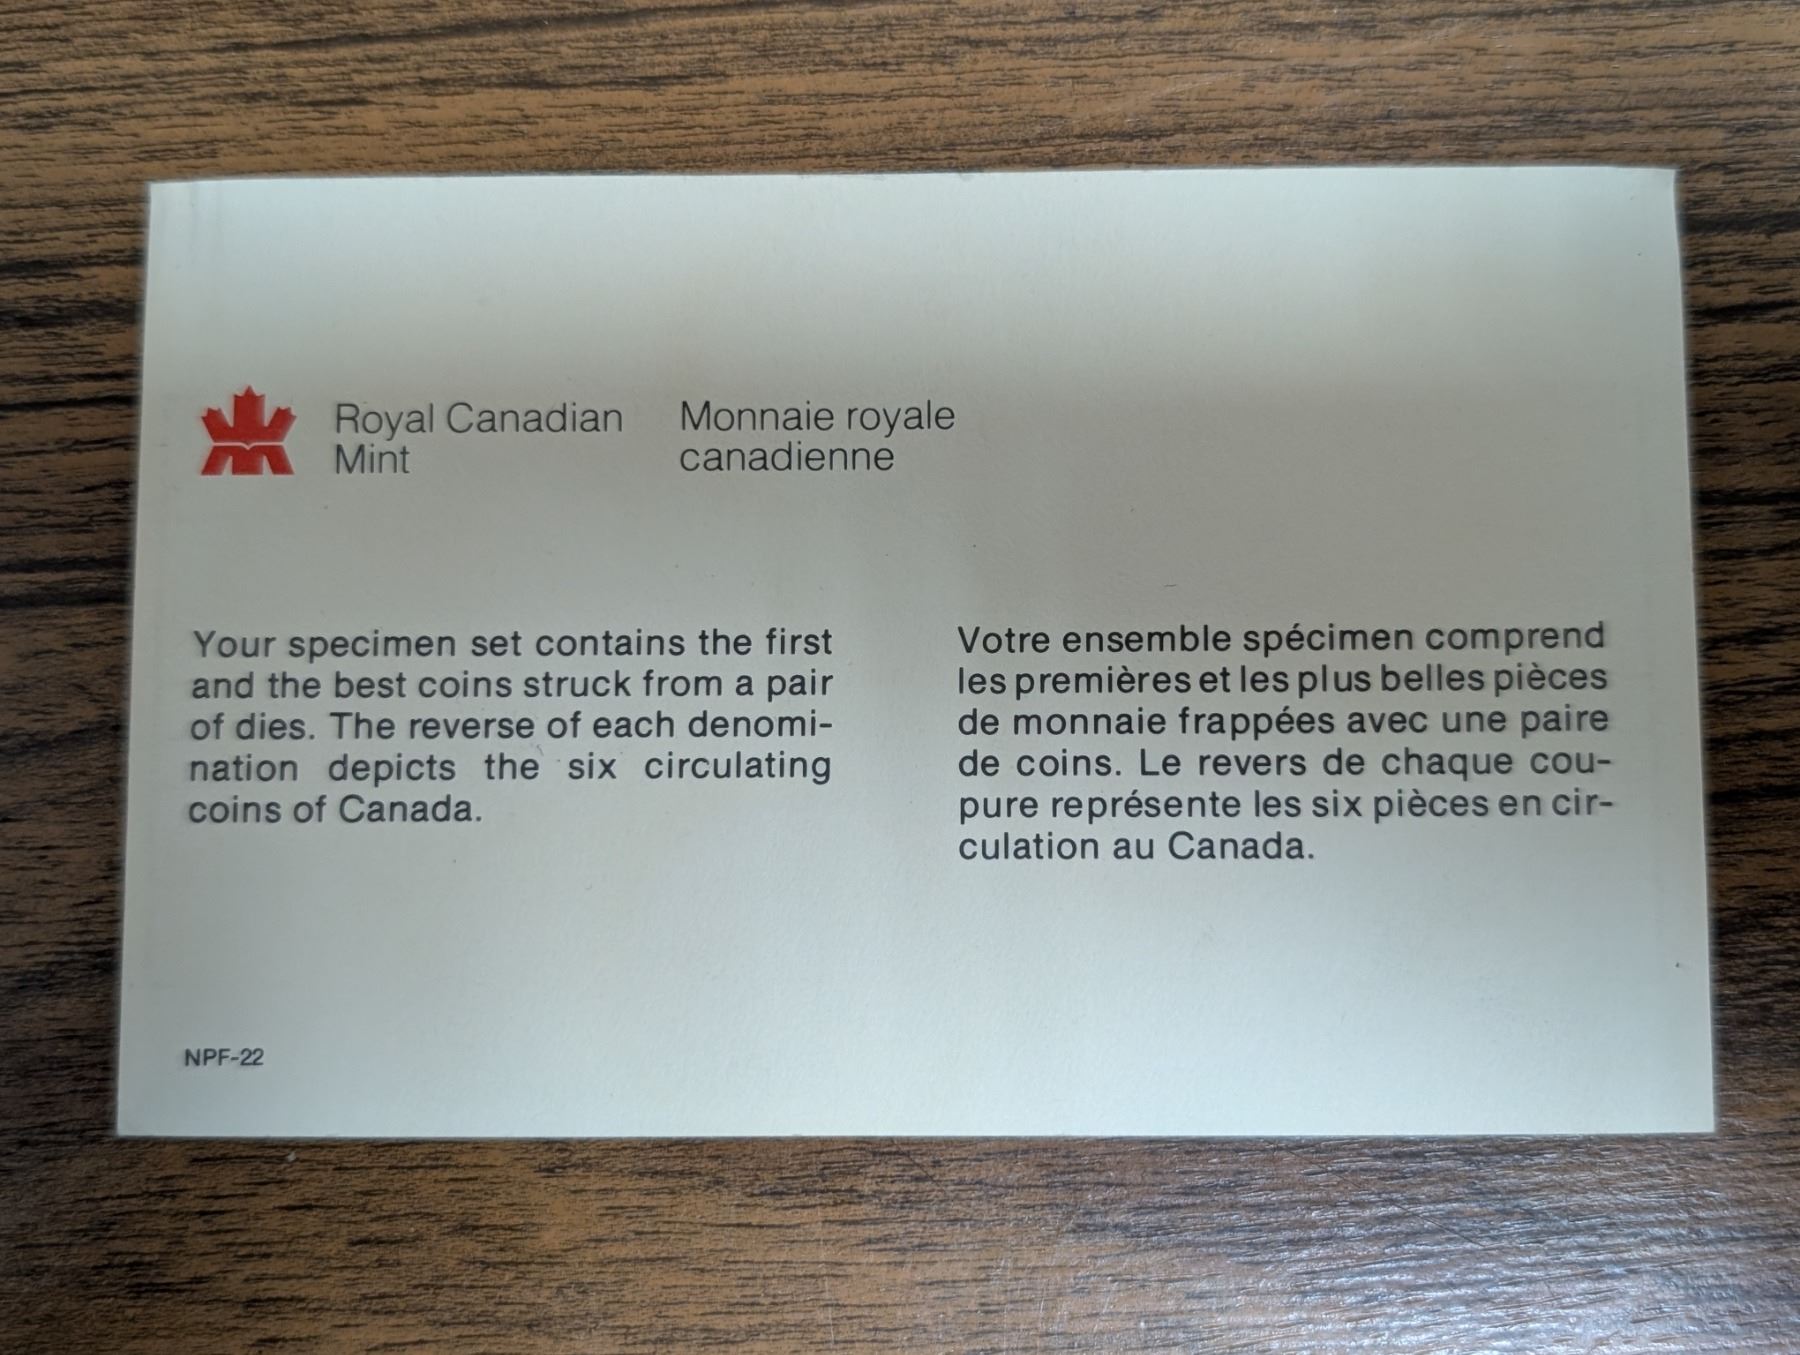 Royal Canadian
Mint
Monnaie royale
canadienne
Your specimen set contains the first
and the best coins struck from a pair
of dies. The reverse of each denomi-
nation depicts the six circulating
coins of Canada.
Votre ensemble spécimen comprend
les premières et les plus belles pièces
de monnaie frappées avec une paire
de coins. Le revers de chaque cou-
pure représente les six pièces en cir-
culation au Canada.
NPF-22